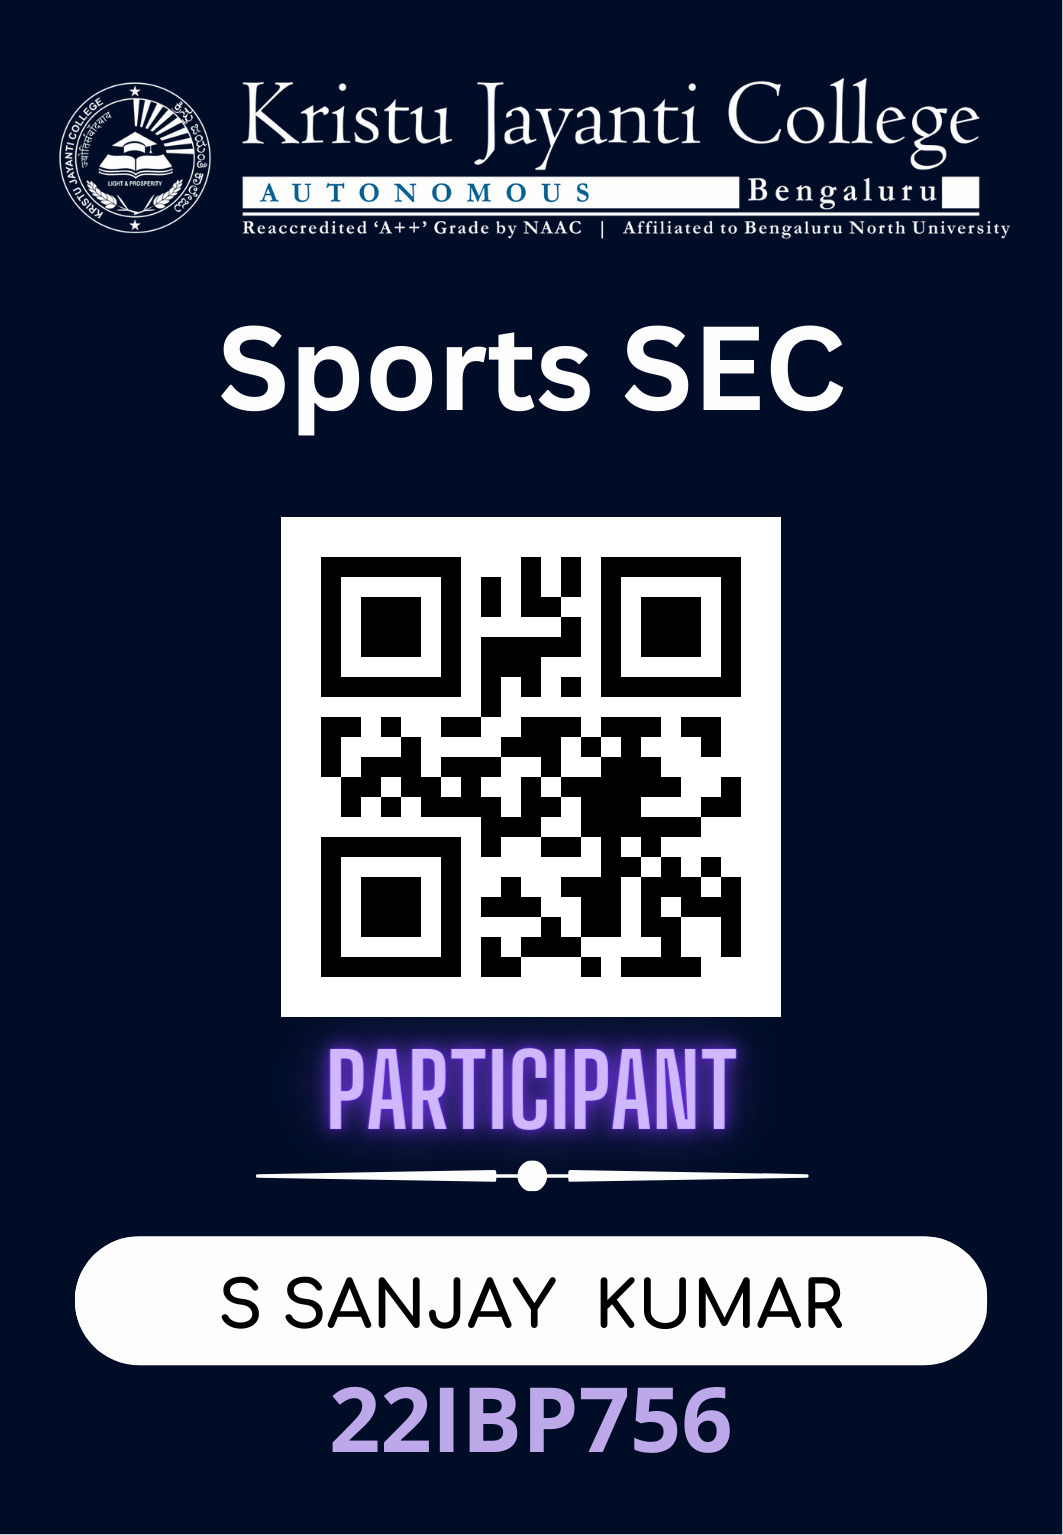 Kristu Jayanti College
AUTONOMOUS Bengaluru
Reaccredited ‘A++’ Grade by NAAC | Affiliated to Bengaluru North University
KRISTU JAYANTI COLLEGE
ಕ್ರಿಸ್ತು ಜಯಂತಿ ಕಾಲೇಜು
LIGHT & PROSPERITY
Sports SEC
PARTICIPANT
S SANJAY KUMAR
22IBP756